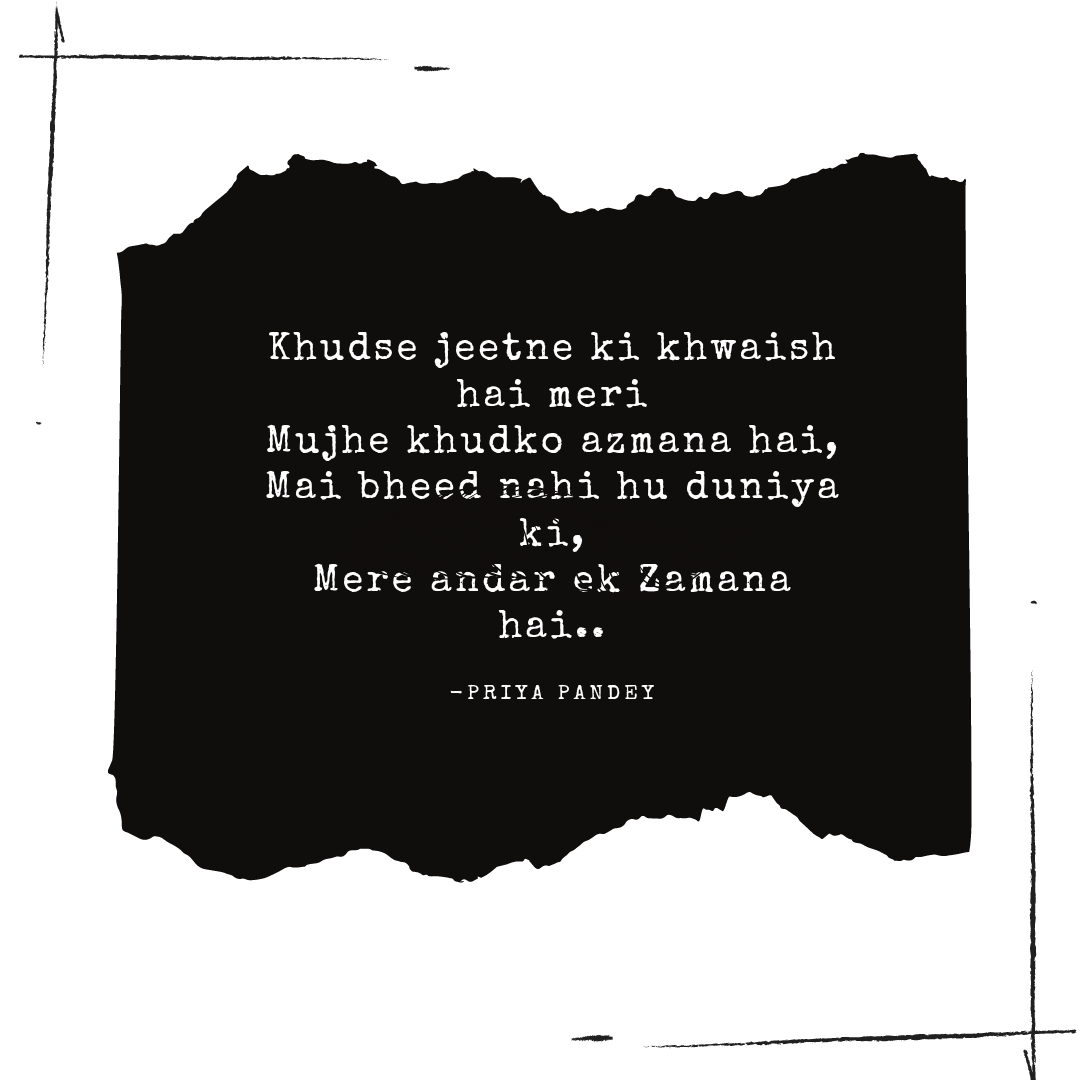 Khudse jeetne ki khwaish
hai meri
Mujhe khudko azmana hai,
Mai bheed nahi hu duniya
ki,
Mere andar ek Zamana
hai..
-PRIYA PANDEY